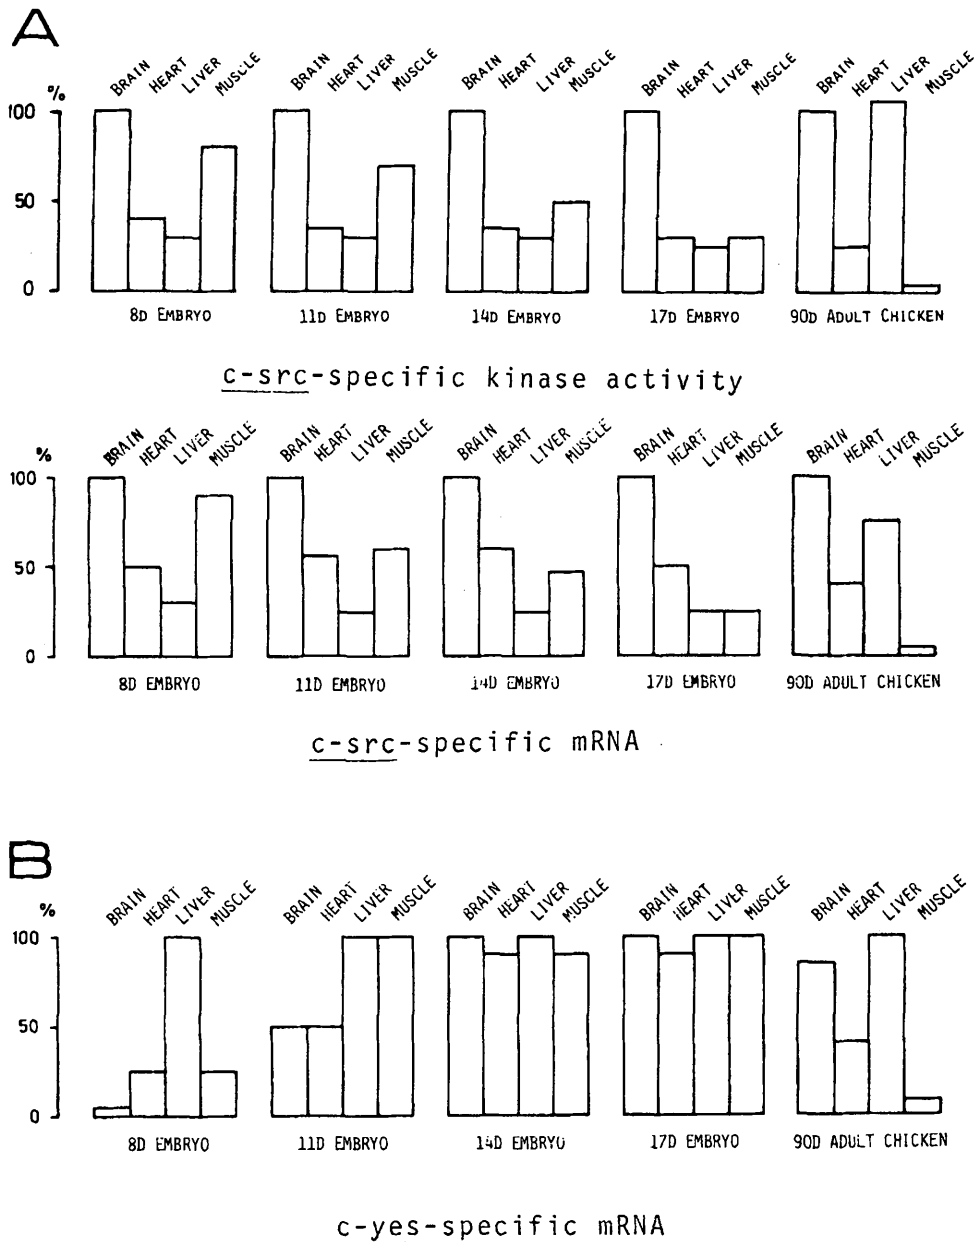 A
BRAIN HEART LIVER MUSCLE BRAIN HEART LIVER MUSCLE BRAIN HEART LIVER MUSCLE BRAIN HEART LIVER MUSCLE BRAIN HEART LIVER MUSCLE
%
100
50
0
8D EMBRYO 11D EMBRYO 14D EMBRYO 17D EMBRYO 90D ADULT CHICKEN
c-src-specific kinase activity
BRAIN HEART LIVER MUSCLE BRAIN HEART LIVER MUSCLE BRAIN HEART LIVER MUSCLE BRAIN HEART LIVER MUSCLE BRAIN HEART LIVER MUSCLE
%
100
50
0
8D EMBRYO 11D EMBRYO 14D EMBRYO 17D EMBRYO 90D ADULT CHICKEN
c-src-specific mRNA
B
BRAIN HEART LIVER MUSCLE BRAIN HEART LIVER MUSCLE BRAIN HEART LIVER MUSCLE BRAIN HEART LIVER MUSCLE BRAIN HEART LIVER MUSCLE
%
100
50
0
8D EMBRYO 11D EMBRYO 14D EMBRYO 17D EMBRYO 90D ADULT CHICKEN
c-yes-specific mRNA